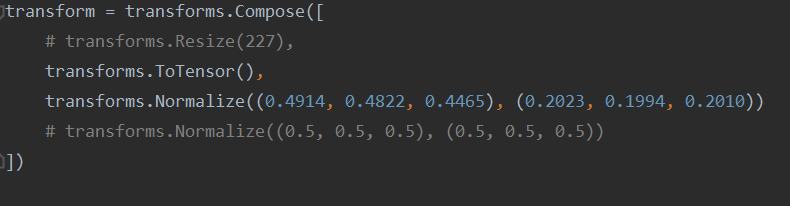 transform = transforms.Compose([
    # transforms.Resize(227),
    transforms.ToTensor(),
    transforms.Normalize((0.4914, 0.4822, 0.4465), (0.2023, 0.1994, 0.2010))
    # transforms.Normalize((0.5, 0.5, 0.5), (0.5, 0.5, 0.5))
])